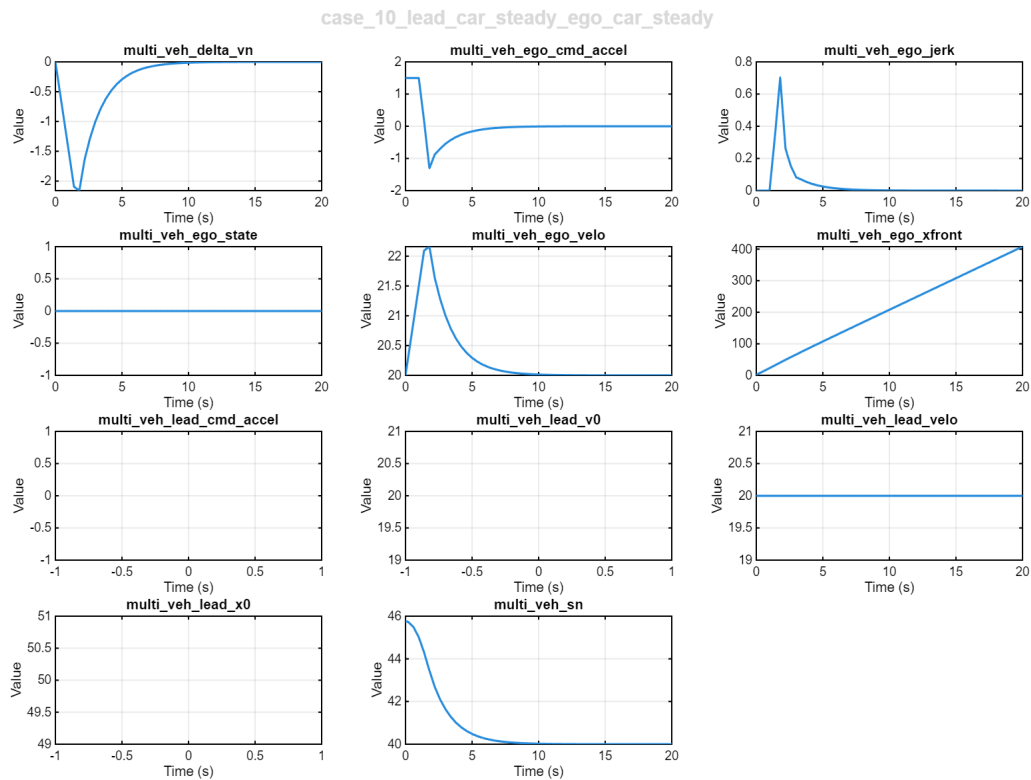 case_10_lead_car_steady_ego_car_steady
multi_veh_delta_vn
Value
0
-0.5
-1
-1.5
-2
0 5 10 15 20
Time (s)
multi_veh_ego_cmd_accel
Value
2
1
0
-1
-2
0 5 10 15 20
Time (s)
multi_veh_ego_jerk
Value
0.8
0.6
0.4
0.2
0
0 5 10 15 20
Time (s)
multi_veh_ego_state
Value
1
0.5
0
-0.5
-1
0 5 10 15 20
Time (s)
multi_veh_ego_velo
Value
22
21.5
21
20.5
20
0 5 10 15 20
Time (s)
multi_veh_ego_xfront
Value
400
300
200
100
0
0 5 10 15 20
Time (s)
multi_veh_lead_cmd_accel
Value
1
0.5
0
-0.5
-1
-1 -0.5 0 0.5 1
Time (s)
multi_veh_lead_v0
Value
21
20.5
20
19.5
19
-1 -0.5 0 0.5 1
Time (s)
multi_veh_lead_velo
Value
21
20.5
20
19.5
19
0 5 10 15 20
Time (s)
multi_veh_lead_x0
Value
51
50.5
50
49.5
49
-1 -0.5 0 0.5 1
Time (s)
multi_veh_sn
Value
46
44
42
40
0 5 10 15 20
Time (s)